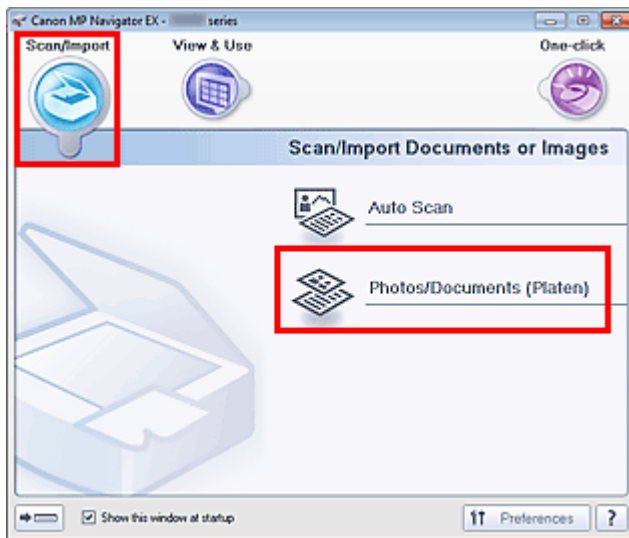 Canon MP Navigator EX - series
Scan/Import View & Use One-click
Scan/Import Documents or Images
Auto Scan
Photos/Documents (Platen)
Show this window at startup Preferences ?